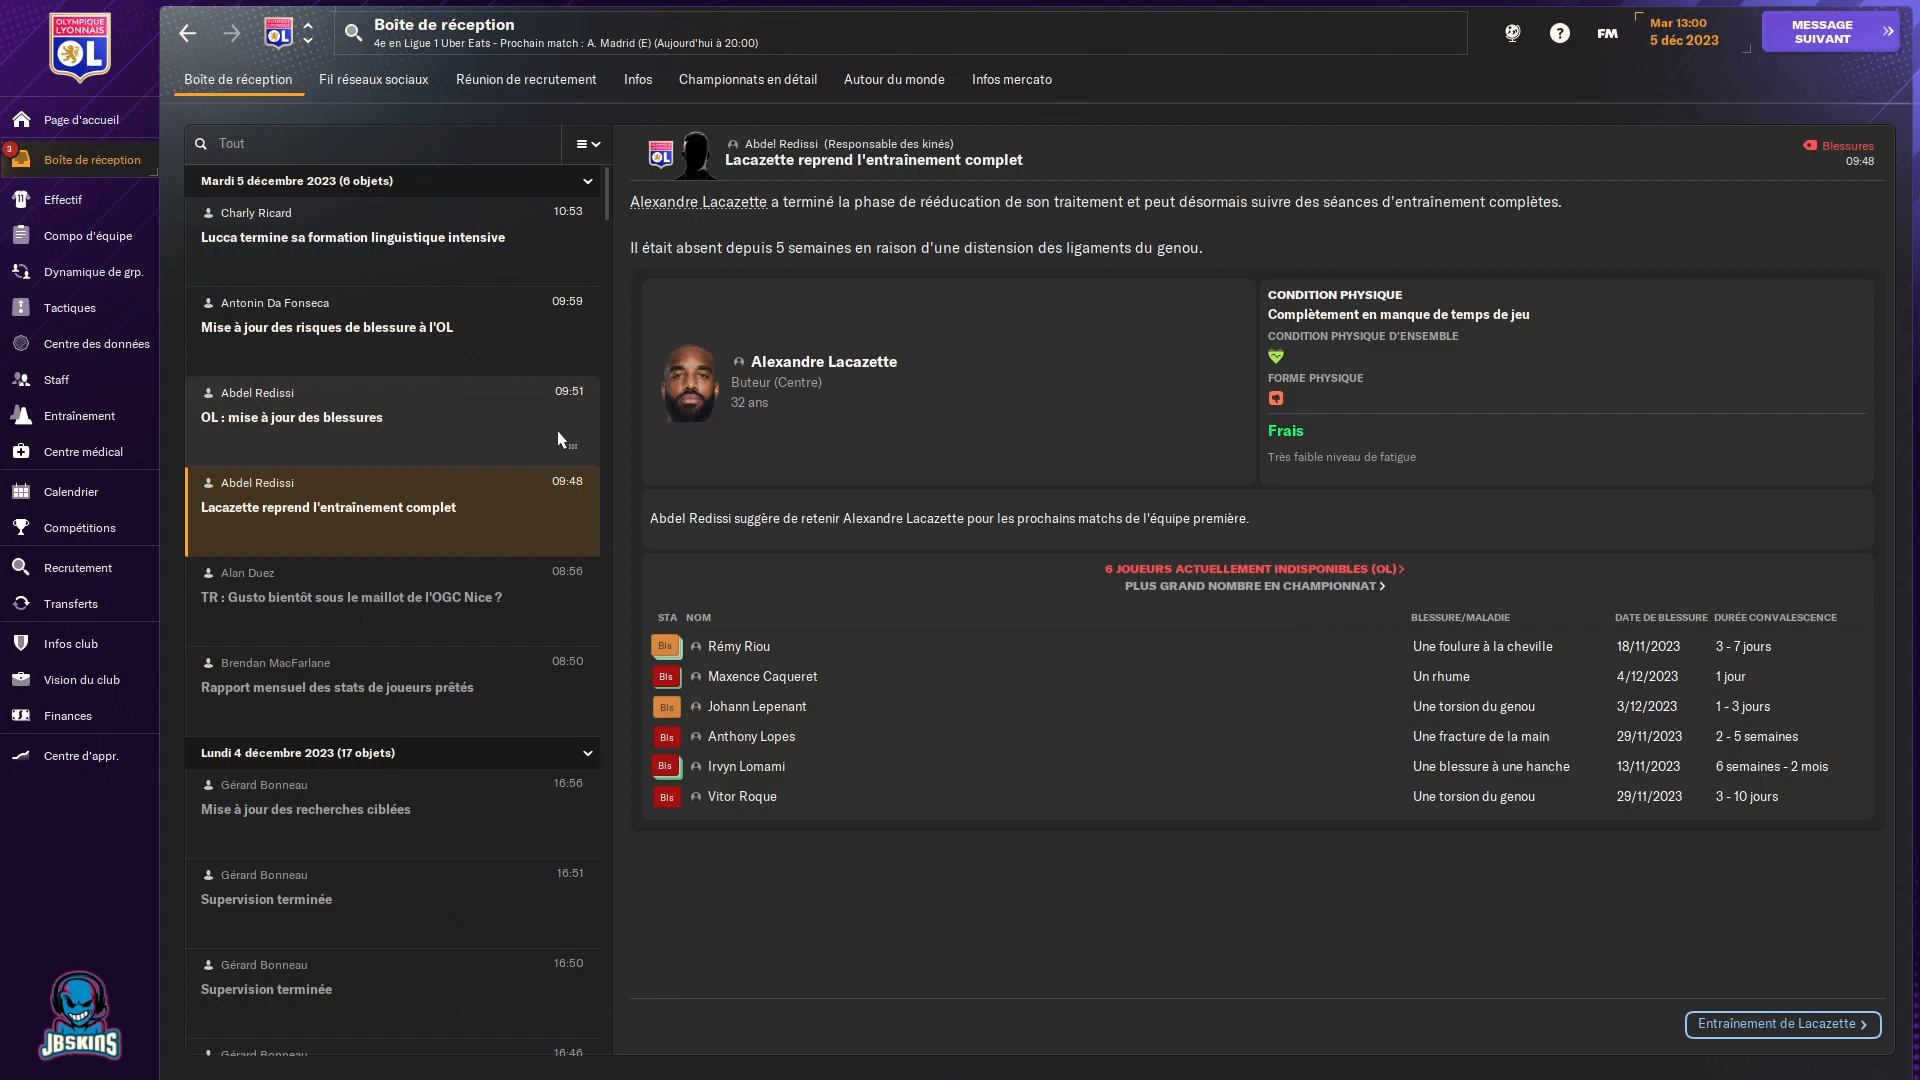 OLYMPIQUE
LYONNAIS
OL
Boîte de réception
4e en Ligue 1 Uber Eats - Prochain match : A. Madrid (E) (Aujourd'hui à 20:00)
?
FM
Mar 13:00
5 déc 2023
MESSAGE
SUIVANT
Boîte de réception
Fil réseaux sociaux
Réunion de recrutement
Infos
Championnats en détail
Autour du monde
Infos mercato
Page d'accueil
3
Boîte de réception
Effectif
Compo d'équipe
Dynamique de grp.
Tactiques
Centre des données
Staff
Entraînement
Centre médical
Calendrier
Compétitions
Recrutement
Transferts
Infos club
Vision du club
Finances
Centre d'appr.
JBSKINS
Tout
Mardi 5 décembre 2023 (6 objets)
Charly Ricard 10:53
Lucca termine sa formation linguistique intensive
Antonin Da Fonseca 09:59
Mise à jour des risques de blessure à l'OL
Abdel Redissi 09:51
OL : mise à jour des blessures
Abdel Redissi 09:48
Lacazette reprend l'entraînement complet
Alan Duez 08:56
TR : Gusto bientôt sous le maillot de l'OGC Nice ?
Brendan MacFarlane 08:50
Rapport mensuel des stats de joueurs prêtés
Lundi 4 décembre 2023 (17 objets)
Gérard Bonneau 16:56
Mise à jour des recherches ciblées
Gérard Bonneau 16:51
Supervision terminée
Gérard Bonneau 16:50
Supervision terminée
Gérard Bonneau 16:46
Abdel Redissi (Responsable des kinés)
Lacazette reprend l'entraînement complet
Blessures
09:48
Alexandre Lacazette a terminé la phase de rééducation de son traitement et peut désormais suivre des séances d'entraînement complètes.
Il était absent depuis 5 semaines en raison d'une distension des ligaments du genou.
Alexandre Lacazette
Buteur (Centre)
32 ans
CONDITION PHYSIQUE
Complètement en manque de temps de jeu
CONDITION PHYSIQUE D'ENSEMBLE
FORME PHYSIQUE
Frais
Très faible niveau de fatigue
Abdel Redissi suggère de retenir Alexandre Lacazette pour les prochains matchs de l'équipe première.
6 JOUEURS ACTUELLEMENT INDISPONIBLES (OL)
PLUS GRAND NOMBRE EN CHAMPIONNAT
STA NOM BLESSURE/MALADIE DATE DE BLESSURE DURÉE CONVALESCENCE
Bls Rémy Riou Une foulure à la cheville 18/11/2023 3 - 7 jours
Bls Maxence Caqueret Un rhume 4/12/2023 1 jour
Bls Johann Lepenant Une torsion du genou 3/12/2023 1 - 3 jours
Bls Anthony Lopes Une fracture de la main 29/11/2023 2 - 5 semaines
Bls Irvyn Lomami Une blessure à une hanche 13/11/2023 6 semaines - 2 mois
Bls Vitor Roque Une torsion du genou 29/11/2023 3 - 10 jours
Entraînement de Lacazette